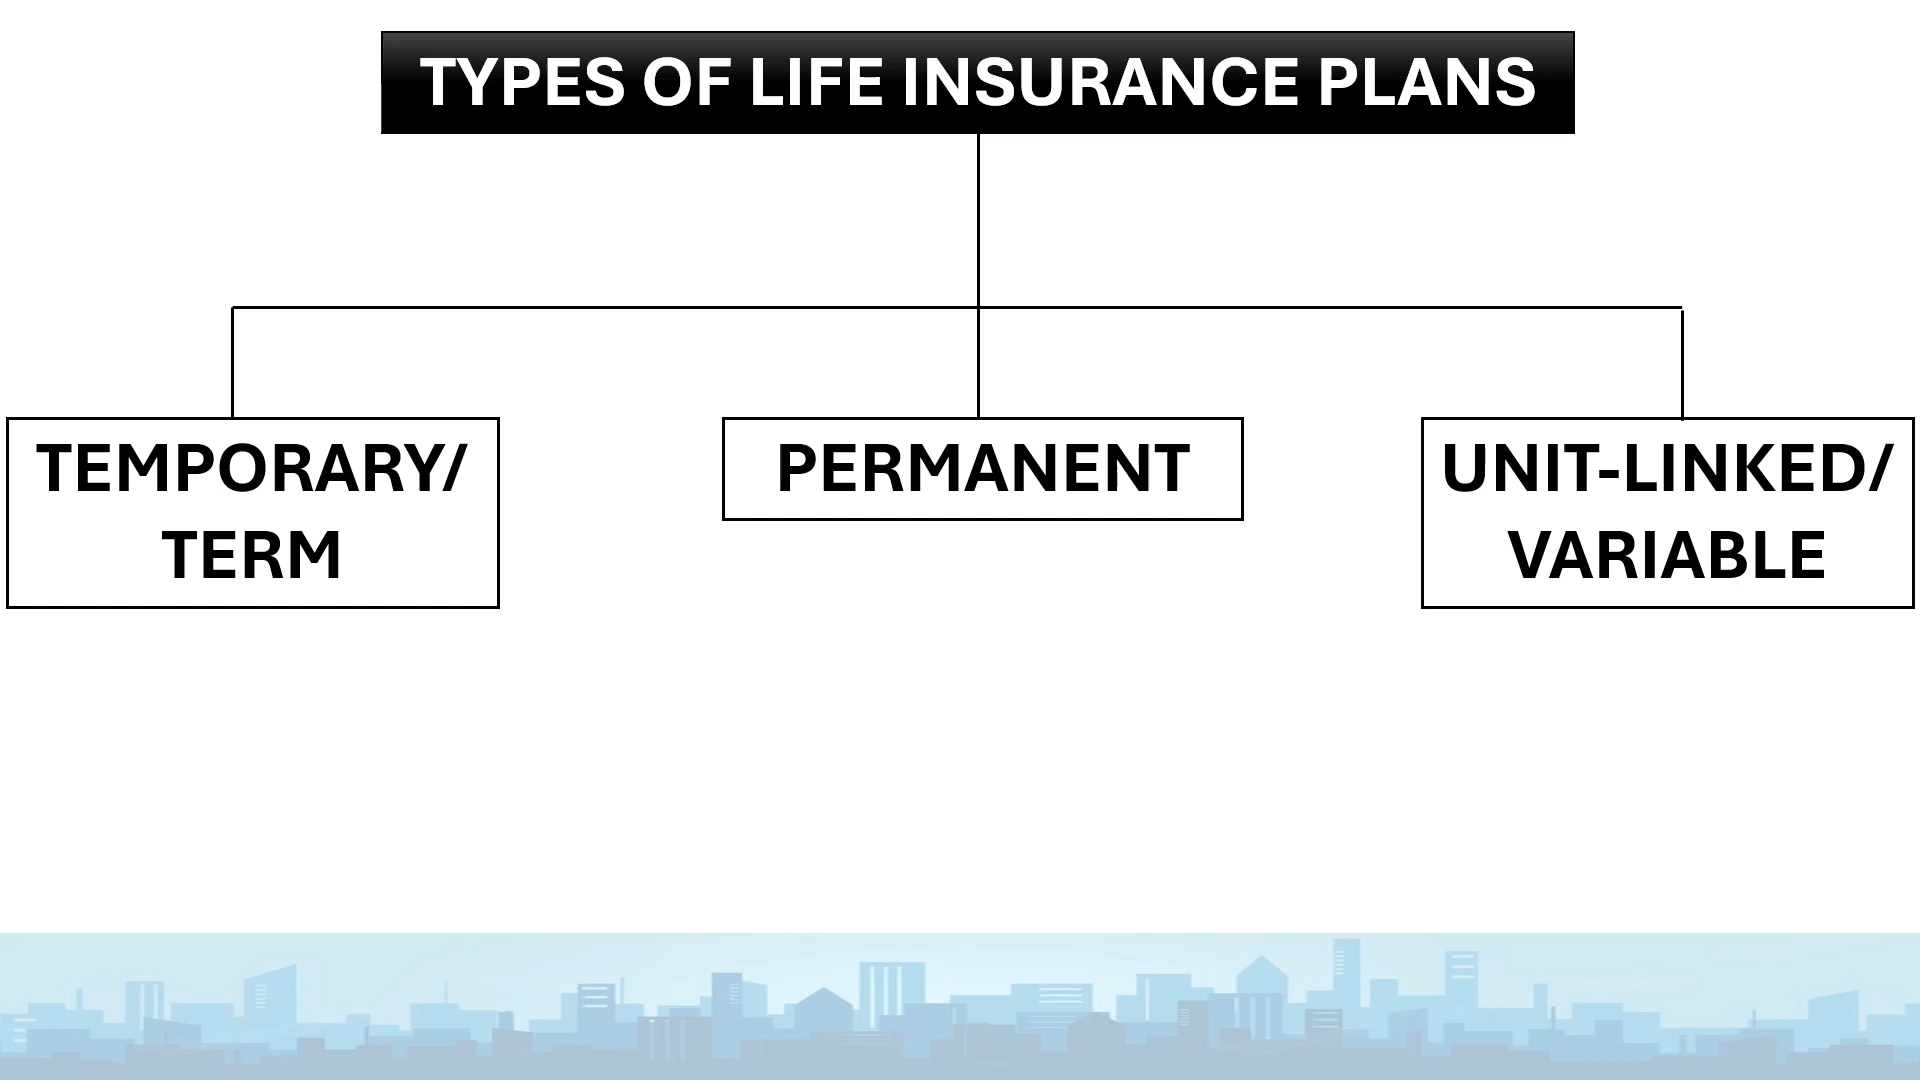 TYPES OF LIFE INSURANCE PLANS
TEMPORARY/
TERM
PERMANENT
UNIT-LINKED/
VARIABLE